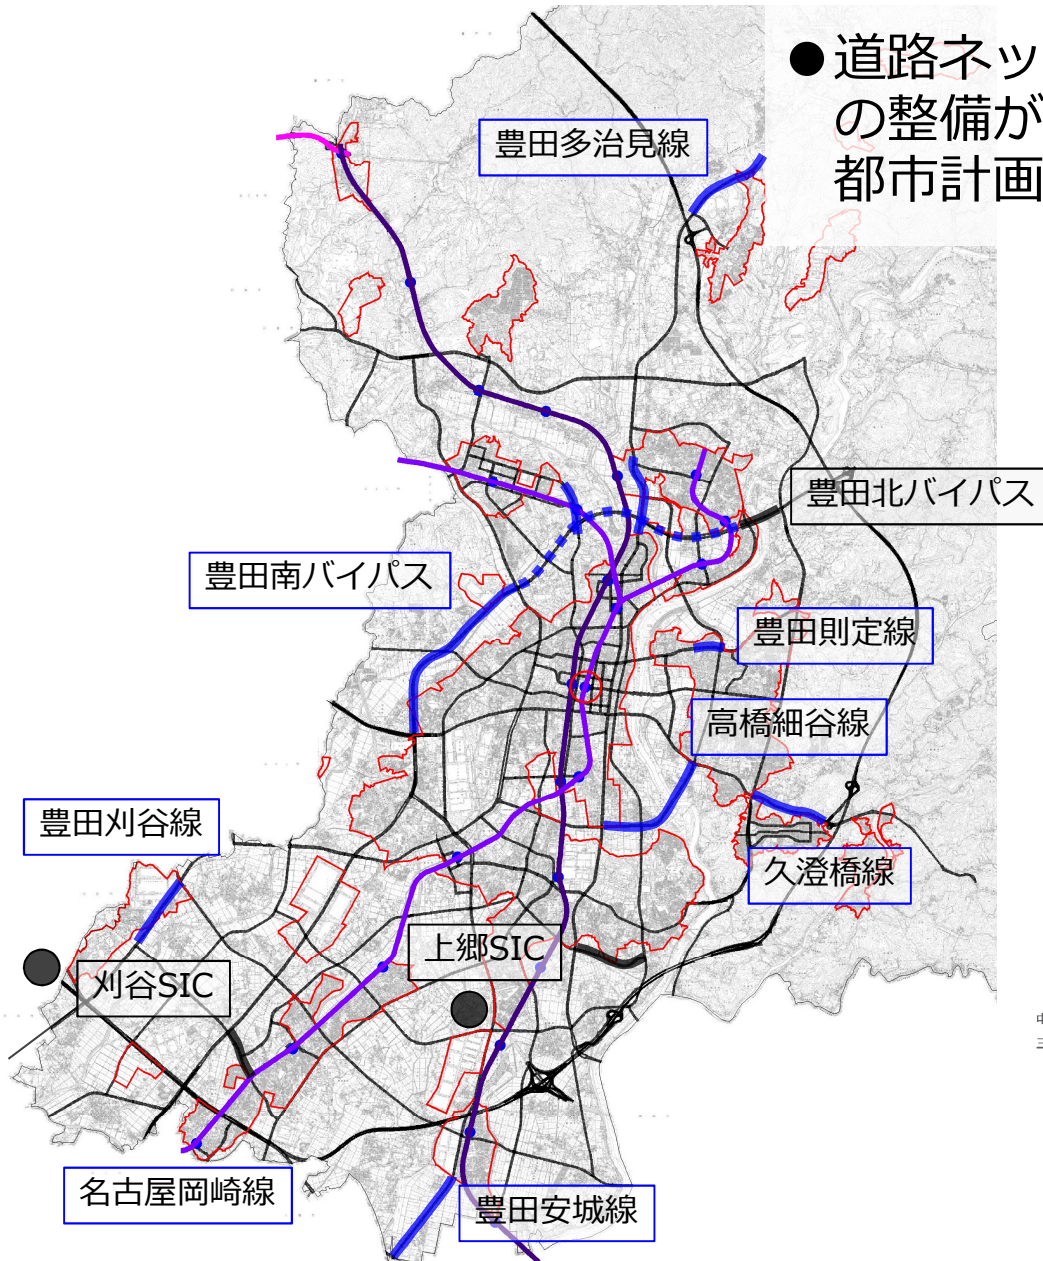 ●道路ネッ
の整備が
都市計画
豊田多治見線
豊田北バイパス
豊田南バイパス
豊田則定線
高橋細谷線
豊田刈谷線
久澄橋線
上郷SIC
刈谷SIC
名古屋岡崎線
豊田安城線